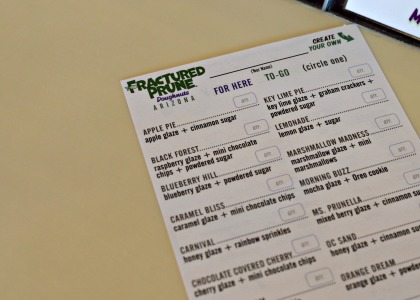 FRACTURED
PRUNE
Doughnuts
ARIZONA
(Your Name)
FOR HERE TO-GO (circle one)
CREATE
YOUR OWN
APPLE PIE
apple glaze + cinnamon sugar
BLACK FOREST
raspberry glaze + mini chocolate
chips + powdered sugar
BLUEBERRY HILL
blueberry glaze + powdered sugar
CARAMEL BLISS
caramel glaze + mini chocolate chips
CARNIVAL
honey glaze + rainbow sprinkles
CHOCOLATE COVERED CHERRY
cherry glaze + mini chocolate chips
KEY LIME PIE
key lime glaze + graham crackers +
powdered sugar
LEMONADE
lemon glaze + sugar
MARSHMALLOW MADNESS
marshmallow glaze + mini
marshmallows
MORNING BUZZ
mocha glaze + Oreo cookie
MS. PRUNELLA
mixed berry glaze + cinnamon
OC SAND
honey glaze + cinnamon
ORANGE DREAM
orange glaze +